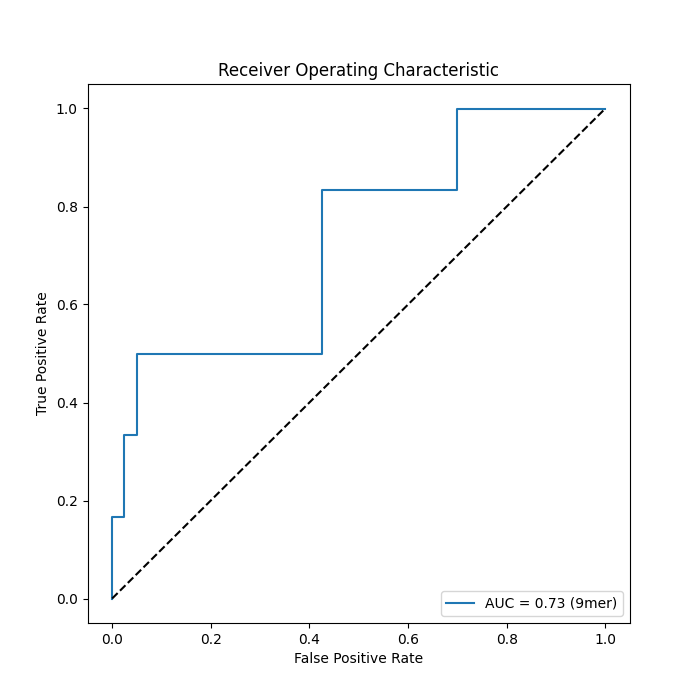 Receiver Operating Characteristic
True Positive Rate
1.0
0.8
0.6
0.4
0.2
0.0
0.0 0.2 0.4 0.6 0.8 1.0
False Positive Rate
AUC = 0.73 (9mer)